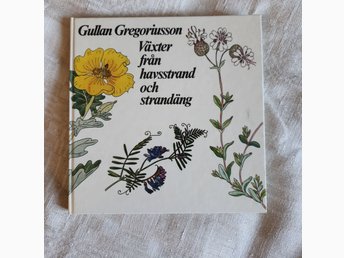 Gullan Gregoriusson
Växter
från
havsstrand
och
strandäng